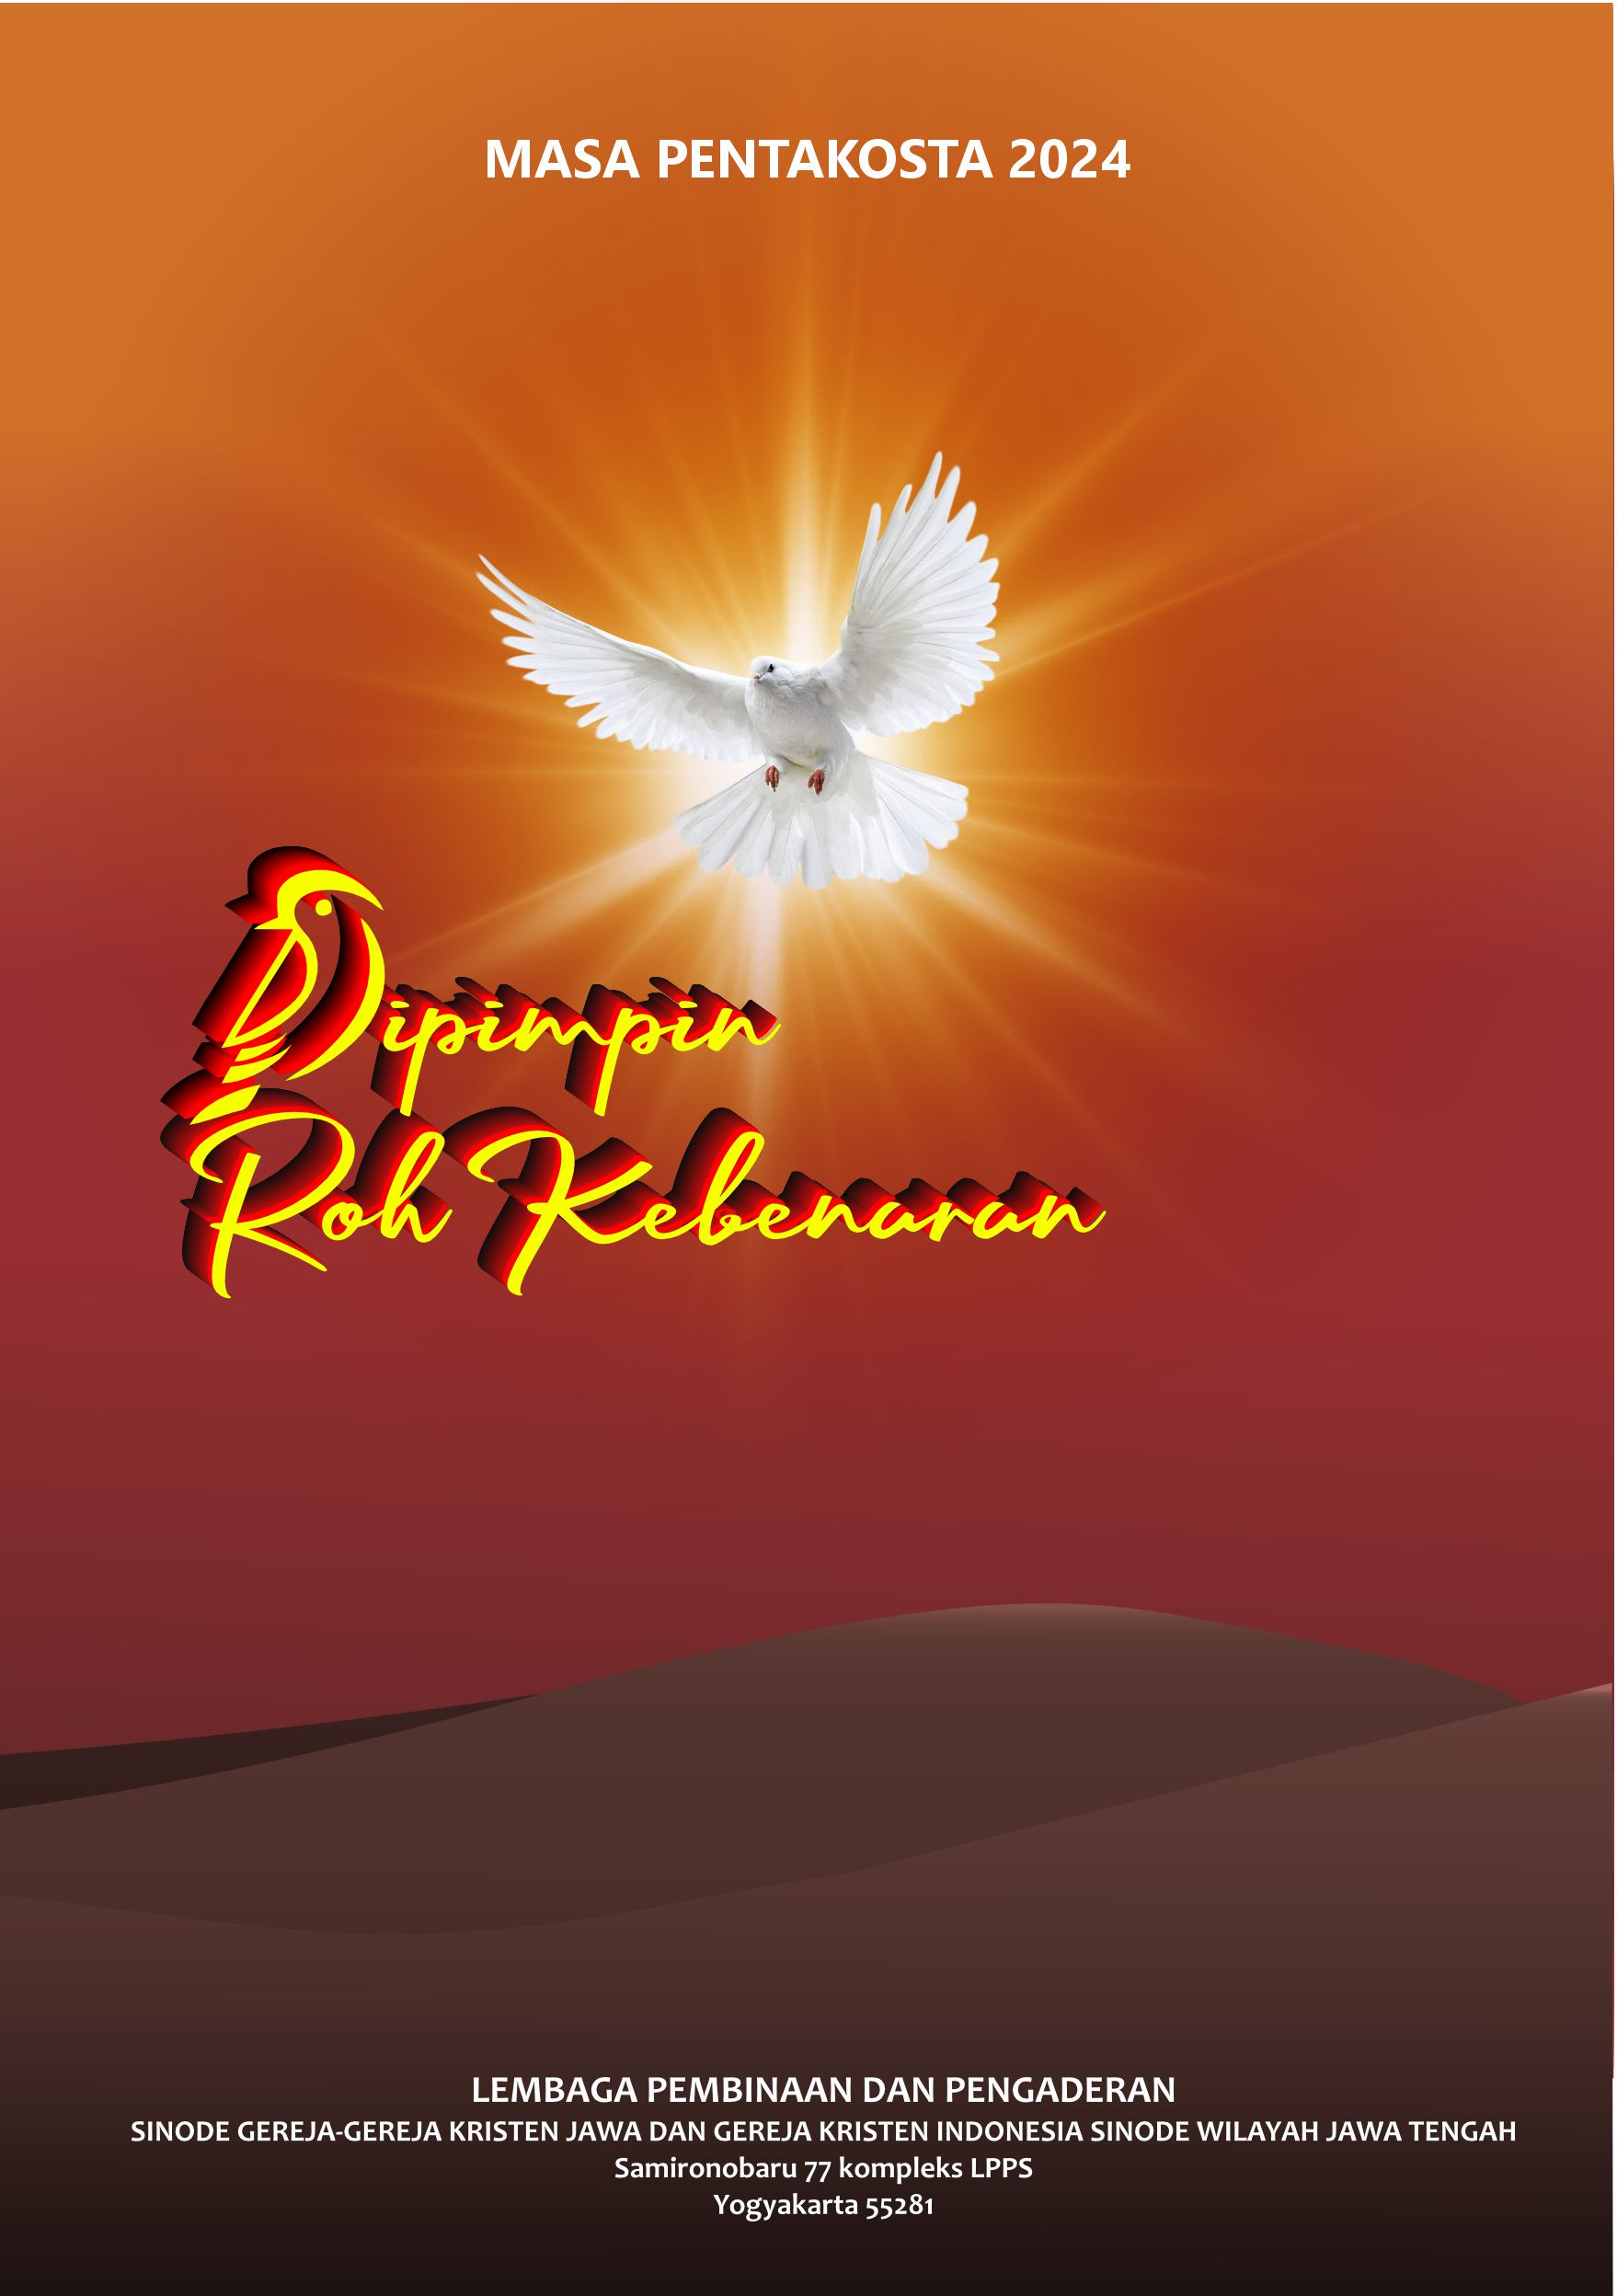 MASA PENTAKOSTA 2024
Dipimpin
Roh Kebenaran
LEMBAGA PEMBINAAN DAN PENGADERAN
SINODE GEREJA-GEREJA KRISTEN JAWA DAN GEREJA KRISTEN INDONESIA SINODE WILAYAH JAWA TENGAH
Samironobaru 77 kompleks LPPS
Yogyakarta 55281